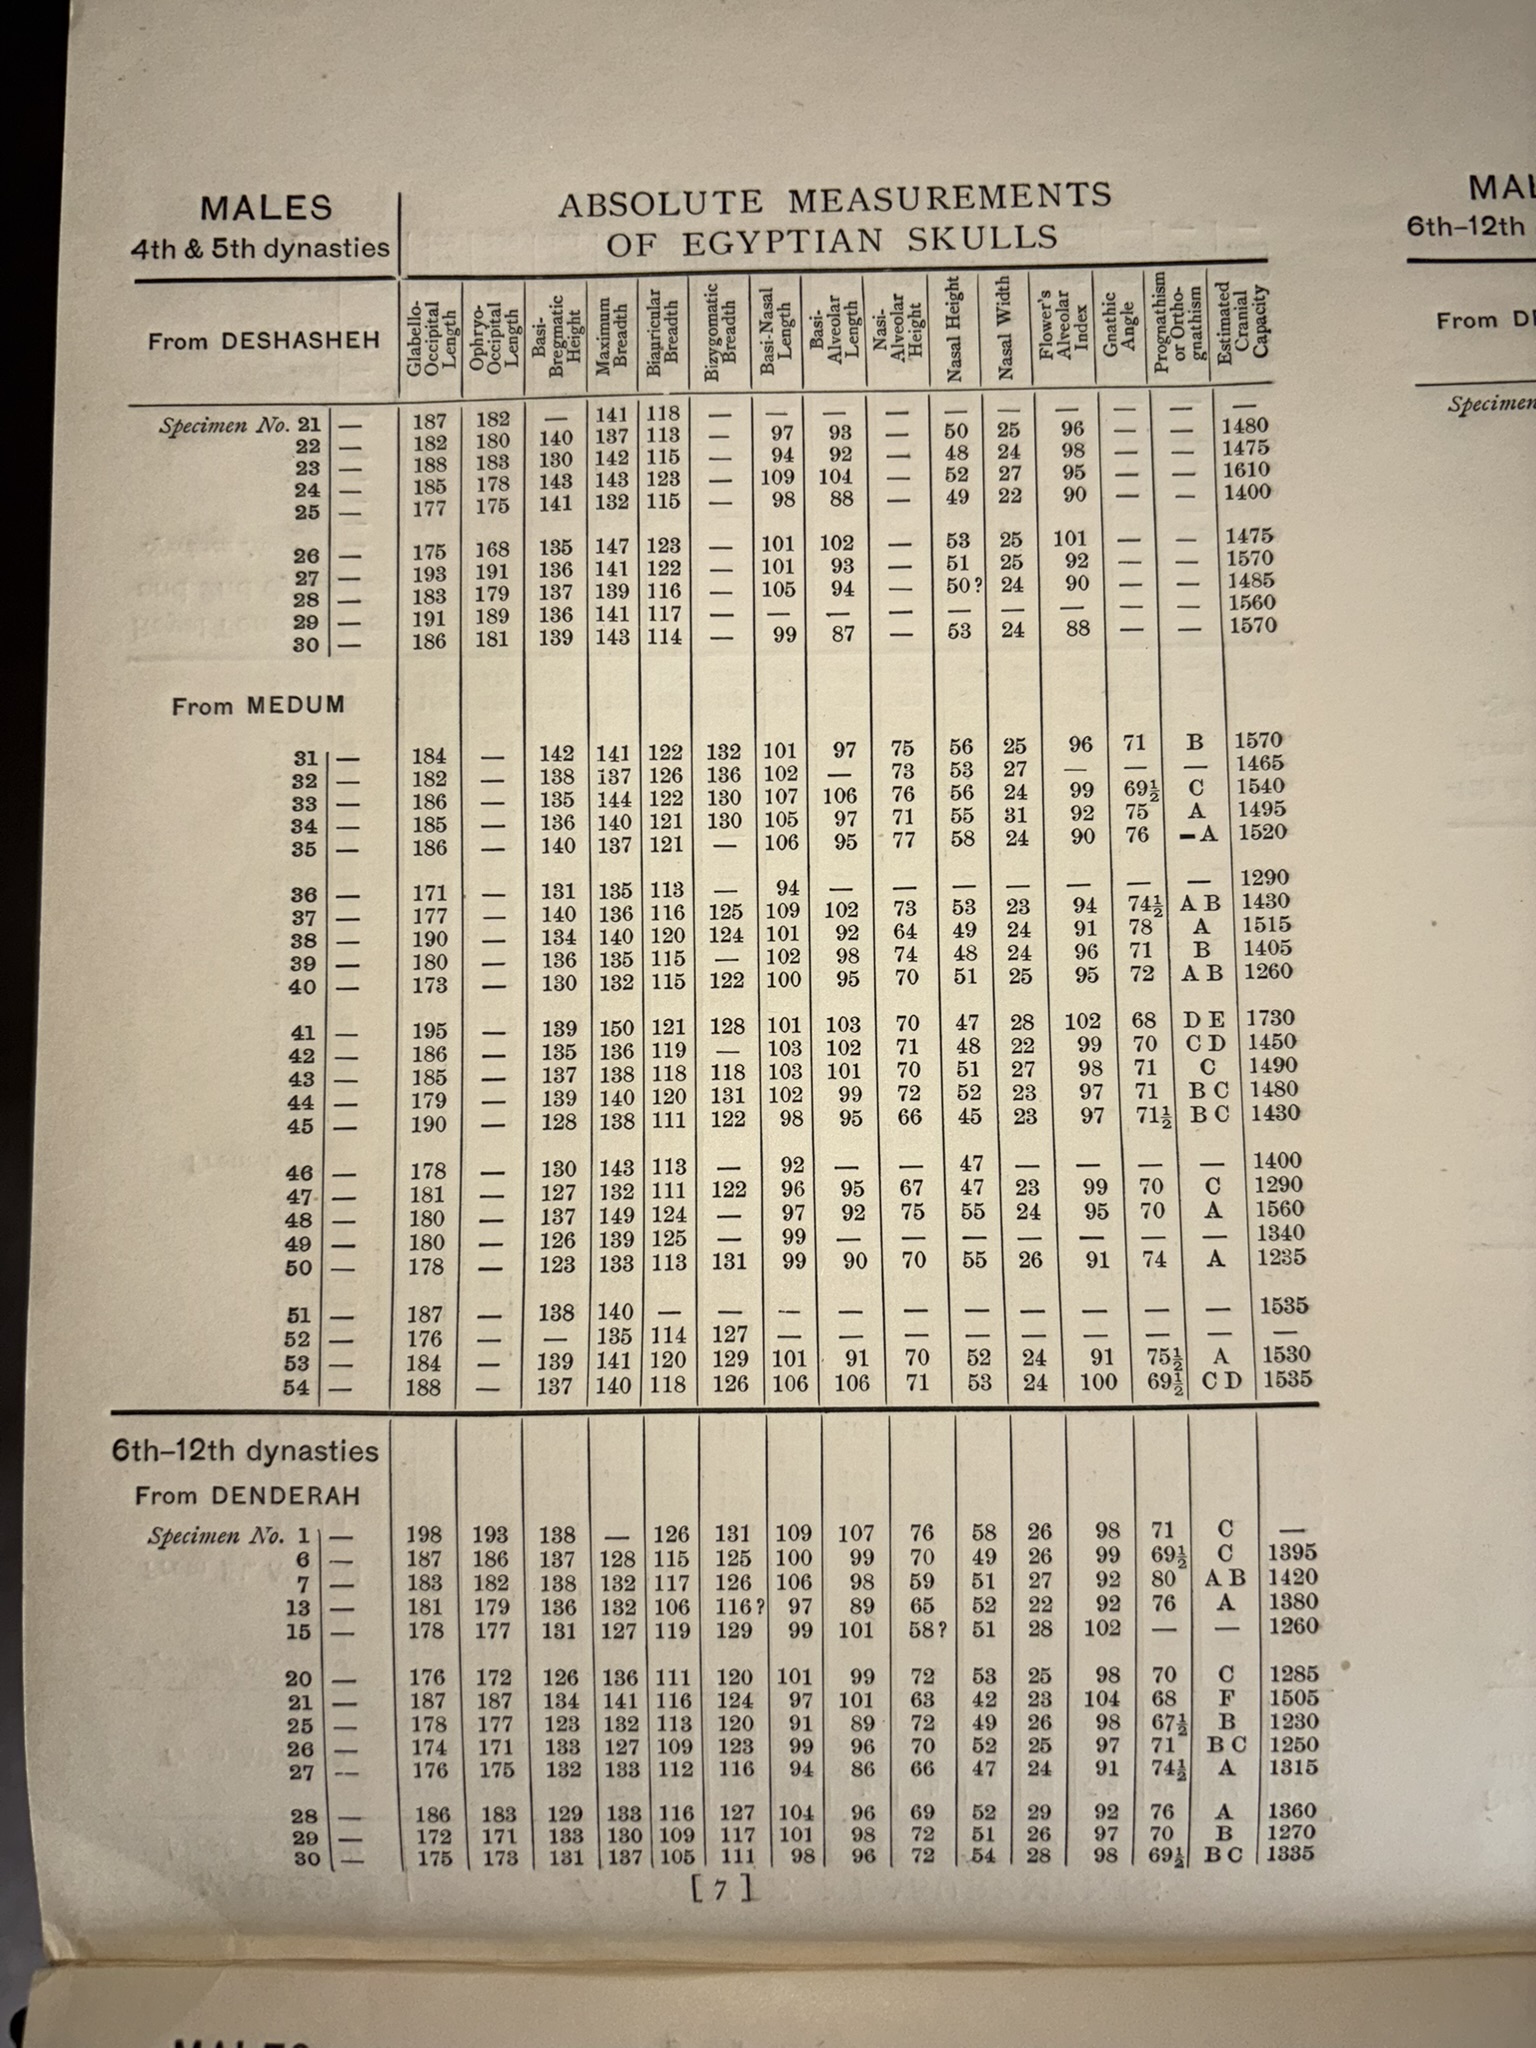 MALES
4th & 5th dynasties
ABSOLUTE MEASUREMENTS
OF EGYPTIAN SKULLS
From DESHASHEH
Glabello-
Occipital
Length
Ophryo-
Occipital
Length
Basi-
Bregmatic
Height
Maximum
Breadth
Biauricular
Breadth
Bizygomatic
Breadth
Basi-Nasal
Length
Basi-
Alveolar
Length
Nasi-
Alveolar
Height
Nasal Height
Nasal Width
Flower's
Alveolar
Index
Gnathic
Angle
Prognathism
or Ortho-
gnathism
Estimated
Cranial
Capacity
Specimen No. 21 — 187 182 — 141 118 — — — — — — — — — —
22 — 182 180 140 137 113 — 97 93 — 50 25 96 — — 1480
23 — 188 183 130 142 115 — 94 92 — 48 24 98 — — 1475
24 — 185 178 143 143 123 — 109 104 — 52 27 95 — — 1610
25 — 177 175 141 132 115 — 98 88 — 49 22 90 — — 1400
26 — 175 168 135 147 123 — 101 102 — 53 25 101 — — 1475
27 — 193 191 136 141 122 — 101 93 — 51 25 92 — — 1570
28 — 183 179 137 139 116 — 105 94 — 50? 24 90 — — 1485
29 — 191 189 136 141 117 — — — — — — — — — 1560
30 — 186 181 139 143 114 — 99 87 — 53 24 88 — — 1570
From MEDUM
31 — 184 — 142 141 122 132 101 97 75 56 25 96 71 B 1570
32 — 182 — 138 137 126 136 102 — 73 53 27 — — — 1465
33 — 186 — 135 144 122 130 107 106 76 56 24 99 69½ C 1540
34 — 185 — 136 140 121 130 105 97 71 55 31 92 75 A 1495
35 — 186 — 140 137 121 — 106 95 77 58 24 90 76 –A 1520
36 — 171 — 131 135 113 — 94 — — — — — — — 1290
37 — 177 — 140 136 116 125 109 102 73 53 23 94 74½ A B 1430
38 — 190 — 134 140 120 124 101 92 64 49 24 91 78 A 1515
39 — 180 — 136 135 115 — 102 98 74 48 24 96 71 B 1405
40 — 173 — 130 132 115 122 100 95 70 51 25 95 72 A B 1260
41 — 195 — 139 150 121 128 101 103 70 47 28 102 68 D E 1730
42 — 186 — 135 136 119 — 103 102 71 48 22 99 70 C D 1450
43 — 185 — 137 138 118 118 103 101 70 51 27 98 71 C 1490
44 — 179 — 139 140 120 131 102 99 72 52 23 97 71 B C 1480
45 — 190 — 128 138 111 122 98 95 66 45 23 97 71½ B C 1430
46 — 178 — 130 143 113 — 92 — — 47 — — — — 1400
47 — 181 — 127 132 111 122 96 95 67 47 23 99 70 C 1290
48 — 180 — 137 149 124 — 97 92 75 55 24 95 70 A 1560
49 — 180 — 126 139 125 — 99 — — — — — — — 1340
50 — 178 — 123 133 113 131 99 90 70 55 26 91 74 A 1235
51 — 187 — 138 140 — — — — — — — — — — 1535
52 — 176 — — 135 114 127 — — — — — — — — —
53 — 184 — 139 141 120 129 101 91 70 52 24 91 75½ A 1530
54 — 188 — 137 140 118 126 106 106 71 53 24 100 69½ C D 1535
6th–12th dynasties
From DENDERAH
Specimen No. 1 — 198 193 138 — 126 131 109 107 76 58 26 98 71 C —
6 — 187 186 137 128 115 125 100 99 70 49 26 99 69½ C 1395
7 — 183 182 138 132 117 126 106 98 59 51 27 92 80 A B 1420
13 — 181 179 136 132 106 116? 97 89 65 52 22 92 76 A 1380
15 — 178 177 131 127 119 129 99 101 58? 51 28 102 — — 1260
20 — 176 172 126 136 111 120 101 99 72 53 25 98 70 C 1285
21 — 187 187 134 141 116 124 97 101 63 42 23 104 68 F 1505
25 — 178 177 123 132 113 120 91 89 72 49 26 98 67½ B 1230
26 — 174 171 133 127 109 123 99 96 70 52 25 97 71 B C 1250
27 — 176 175 132 133 112 116 94 86 66 47 24 91 74½ A 1315
28 — 186 183 129 133 116 127 104 96 69 52 29 92 76 A 1360
29 — 172 171 133 130 109 117 101 98 72 51 26 97 70 B 1270
30 — 175 173 131 137 105 111 98 96 72 54 28 98 69½ B C 1335
[ 7 ]
6th–12th
From
Specimen